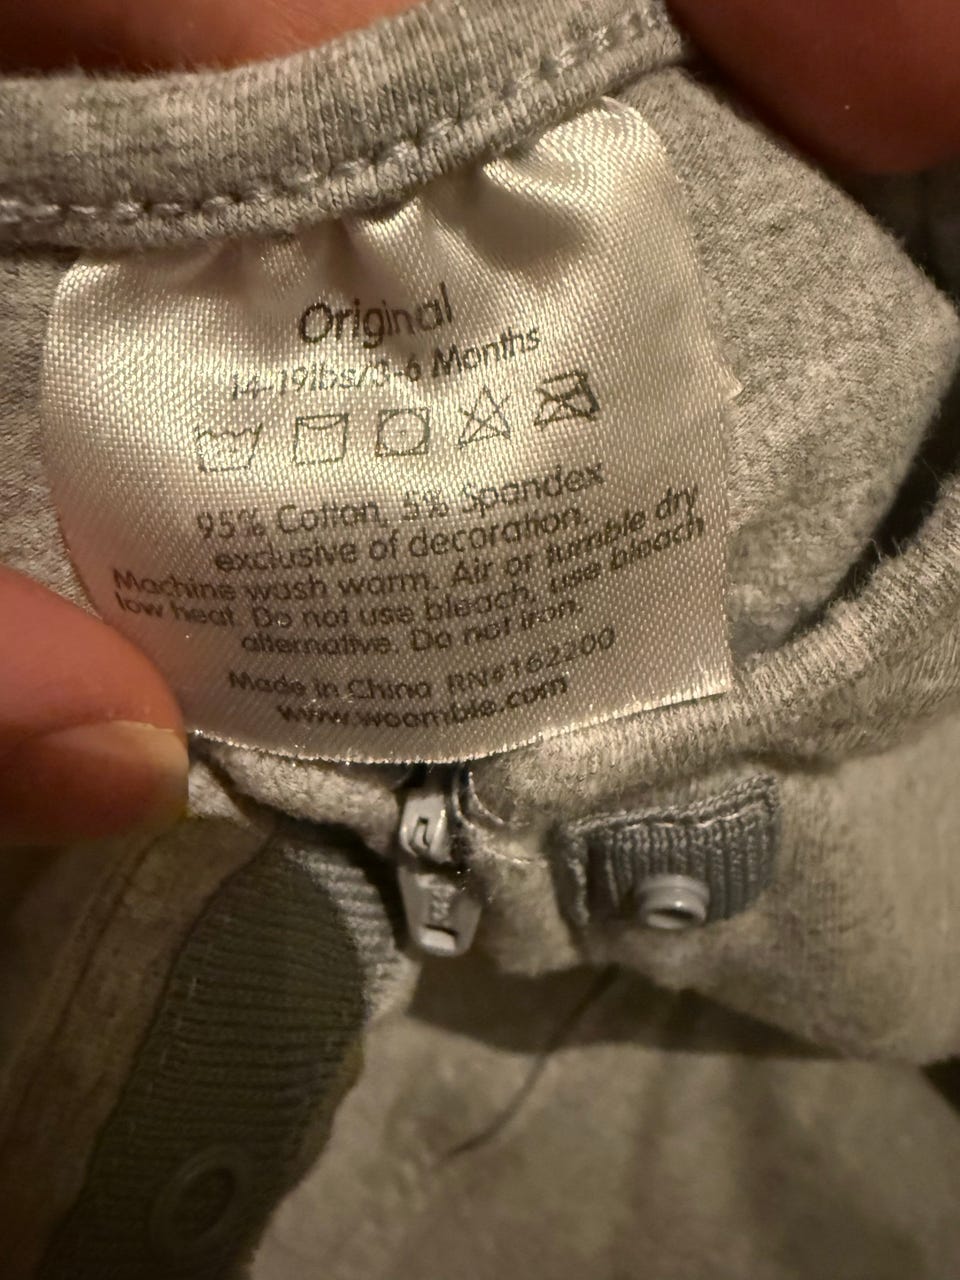 Original
14-19lbs/3-6 Months
95% Cotton, 5% Spandex
exclusive of decoration.
Machine wash warm. Air or tumble dry
low heat. Do not use bleach, use bleach
alternative. Do not iron.
Made in China RN#162200
www.woomble.com